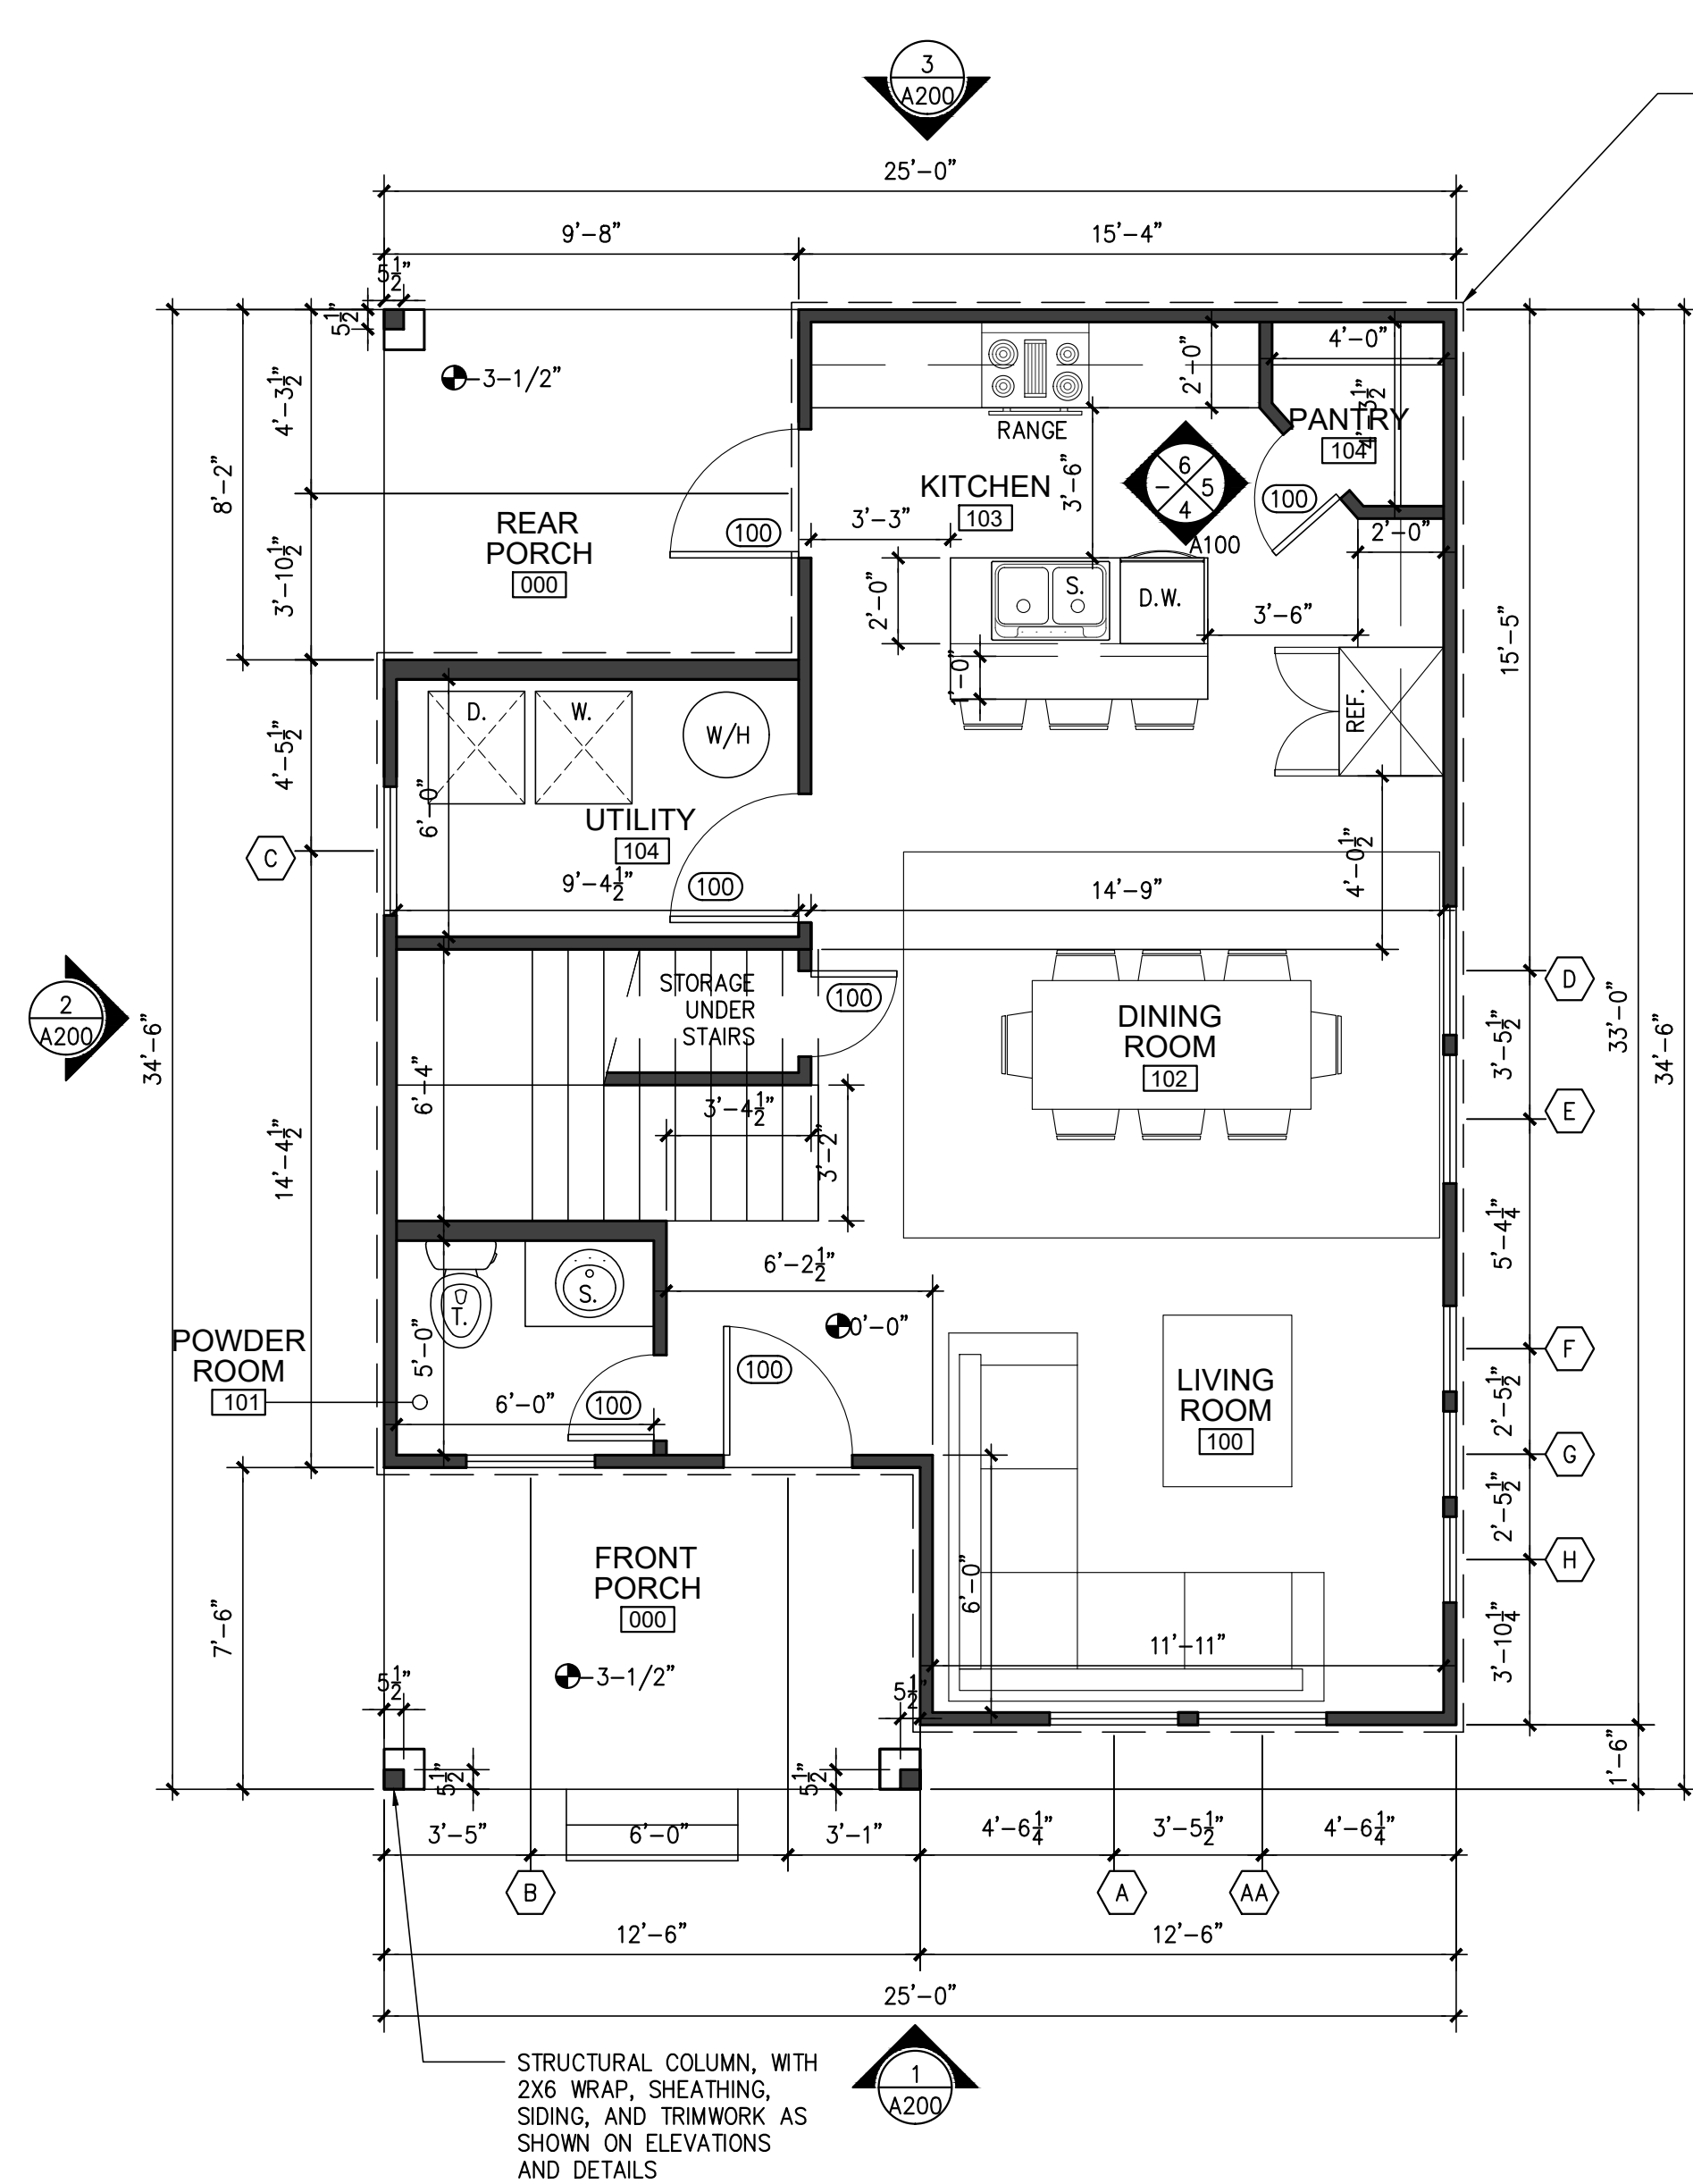 3
A200
25'-0"
9'-8"
15'-4"
5 1/2"
5 1/2"
4'-0"
-3-1/2"
2'-0"
4'-3 1/2"
4'-3 1/2"
RANGE
PANTRY
104
8'-2"
3'-6"
KITCHEN
103
6
-
5
4
A100
100
REAR
PORCH
000
100
3'-3"
2'-0"
3'-10 1/2"
2'-0"
S.
D.W.
3'-6"
15'-5"
1'-0"
REF.
D.
W.
W/H
4'-5 1/2"
6'-0"
UTILITY
104
C
9'-4 1/2"
100
14'-9"
4'-0 1/2"
STORAGE
UNDER
STAIRS
100
D
2
A200
34'-6"
DINING
ROOM
102
3'-5 1/2"
33'-0"
34'-6"
6'-4"
3'-4 1/2"
E
14'-4 1/2"
3'-2"
5'-4 1/4"
6'-2 1/2"
S.
T.
0'-0"
POWDER
ROOM
101
5'-0"
100
F
6'-0"
100
LIVING
ROOM
100
2'-5 1/2"
G
2'-5 1/2"
FRONT
PORCH
000
H
6'-0"
7'-6"
11'-11"
3'-10 1/4"
-3-1/2"
5 1/2"
5 1/2"
5 1/2"
5 1/2"
1'-6"
3'-5"
6'-0"
3'-1"
4'-6 1/4"
3'-5 1/2"
4'-6 1/4"
B
A
AA
12'-6"
12'-6"
25'-0"
STRUCTURAL COLUMN, WITH
2X6 WRAP, SHEATHING,
SIDING, AND TRIMWORK AS
SHOWN ON ELEVATIONS
AND DETAILS
1
A200